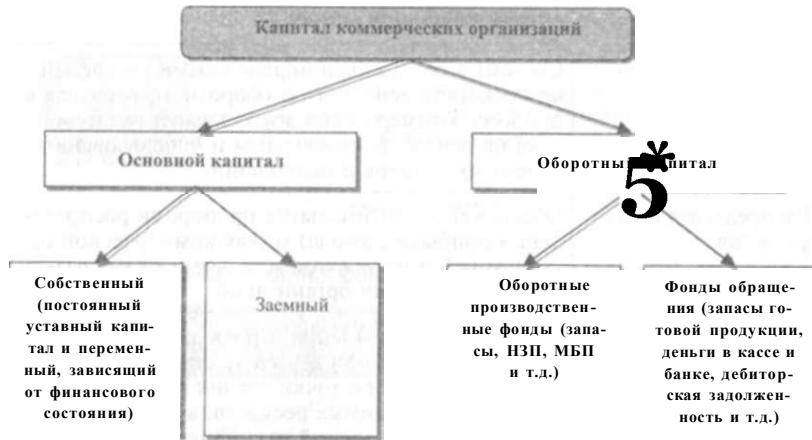 Капитал коммерческих организаций
Основной капитал
Оборотный капитал
5*
Собственный
(постоянный
уставный капи-
тал и перемен-
ный, зависящий
от финансового
состояния)
Заемный
Оборотные
производствен-
ные фонды (запа-
сы, НЗП, МБП
и т.д.)
Фонды обраще-
ния (запасы го-
товой продукции,
деньги в кассе и
банке, дебитор-
ская задолжен-
ность и т.д.)